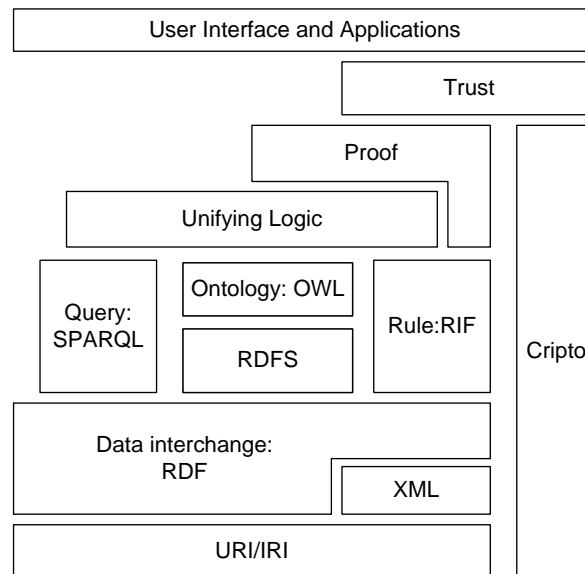 User Interface and Applications
Trust
Proof
Unifying Logic
Query:
SPARQL
Ontology: OWL
RDFS
Rule:RIF
Cripto
Data interchange:
RDF
XML
URI/IRI